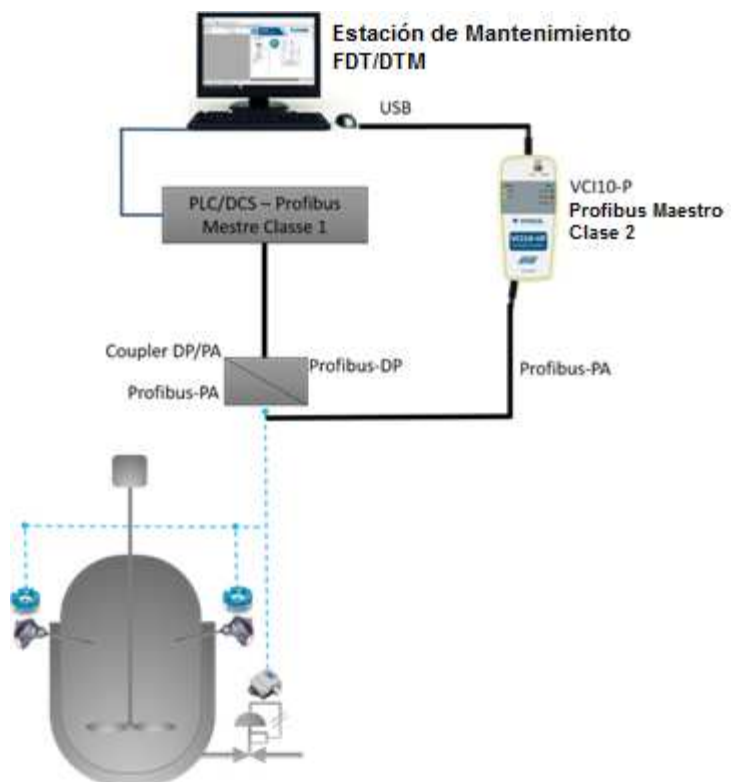 Estación de Mantenimiento
FDT/DTM
USB
PLC/DCS – Profibus
Mestre Classe 1
VCI10-P
Profibus Maestro
Clase 2
Coupler DP/PA
Profibus-DP
Profibus-PA
Profibus-PA